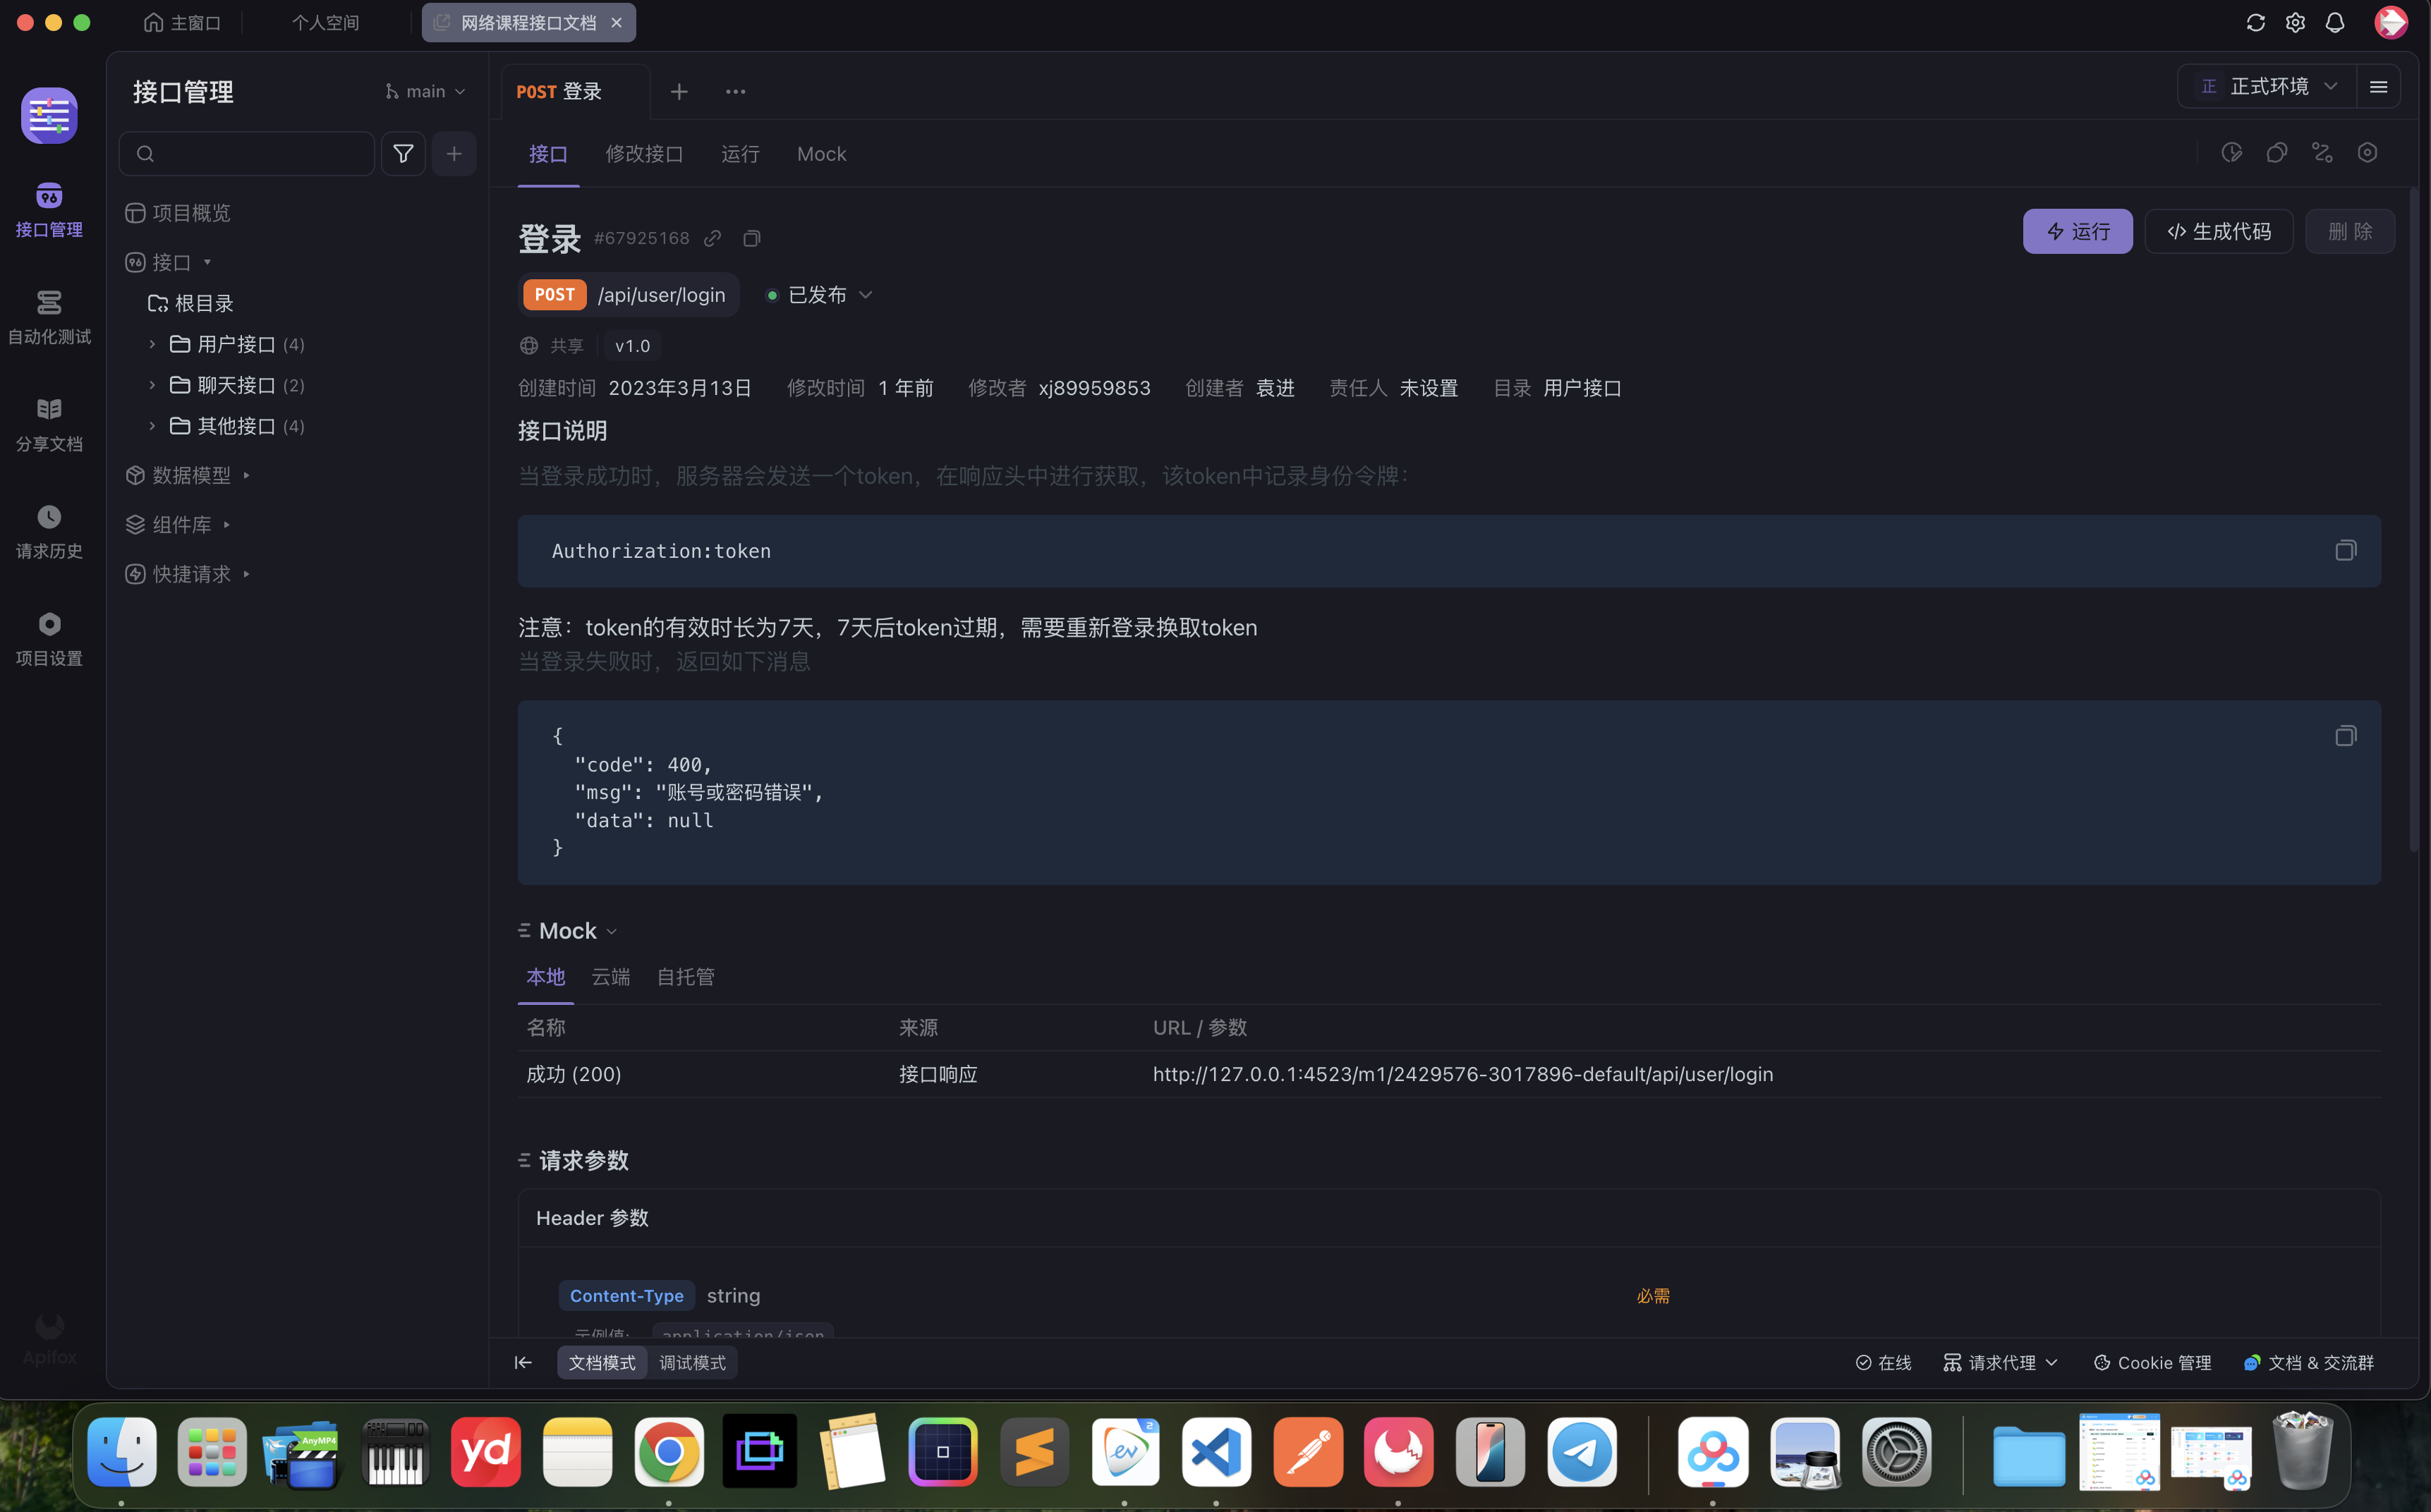 主窗口
个人空间
网络课程接口文档
接口管理
main
POST 登录
正 正式环境
接口 修改接口 运行 Mock
接口管理
自动化测试
分享文档
请求历史
项目设置
Apifox
项目概览
接口
根目录
用户接口 (4)
聊天接口 (2)
其他接口 (4)
数据模型
组件库
快捷请求
登录 #67925168
运行 生成代码 删 除
POST /api/user/login 已发布
共享 v1.0
创建时间 2023年3月13日 修改时间 1 年前 修改者 xj89959853 创建者 袁进 责任人 未设置 目录 用户接口
接口说明
当登录成功时，服务器会发送一个token，在响应头中进行获取，该token中记录身份令牌：
Authorization:token
注意：token的有效时长为7天，7天后token过期，需要重新登录换取token
当登录失败时，返回如下消息
{
"code": 400,
"msg": "账号或密码错误",
"data": null
}
Mock
本地 云端 自托管
名称 来源 URL / 参数
成功 (200) 接口响应 http://127.0.0.1:4523/m1/2429576-3017896-default/api/user/login
请求参数
Header 参数
Content-Type string 必需
示例值: application/json
文档模式 调试模式
在线 请求代理 Cookie 管理 文档 & 交流群
AnyMP4
yd
ev
2